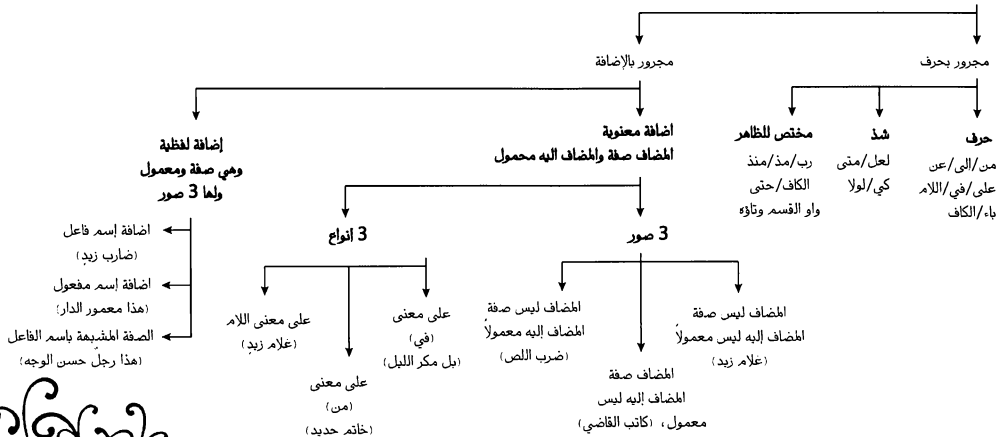 مجرور بحرف
مجرور بالإضافة
حرف
من/إلى/عن
على/في/اللام
باء/الكاف
شذ
لعل/متى
كي/لولا
مختص للظاهر
رب/مذ/منذ
الكاف/حتى
واو القسم وتاؤه
اضافة معنوية
المضاف صفة والمضاف اليه محمول
إضافة لفظية
وهي صفة ومعمول
ولها 3 صور
3 صور
المضاف ليس صفة
المضاف إليه ليس معمولاً
(غلام زيد)
المضاف صفة
المضاف إليه ليس
معمول، (كاتب القاضي)
المضاف ليس صفة
المضاف إليه معمولاً
(ضرب اللص)
3 أنواع
على معنى
(في)
(بل مكر الليل)
على معنى
(من)
(خاتم حديد)
على معنى اللام
(غلام زيدٍ)
اضافة إسم فاعل
(ضارب زيدٍ)
اضافة إسم مفعول
(هذا معمور الدار)
الصفة المشبهة باسم الفاعل
(هذا رجلٌ حسن الوجه)